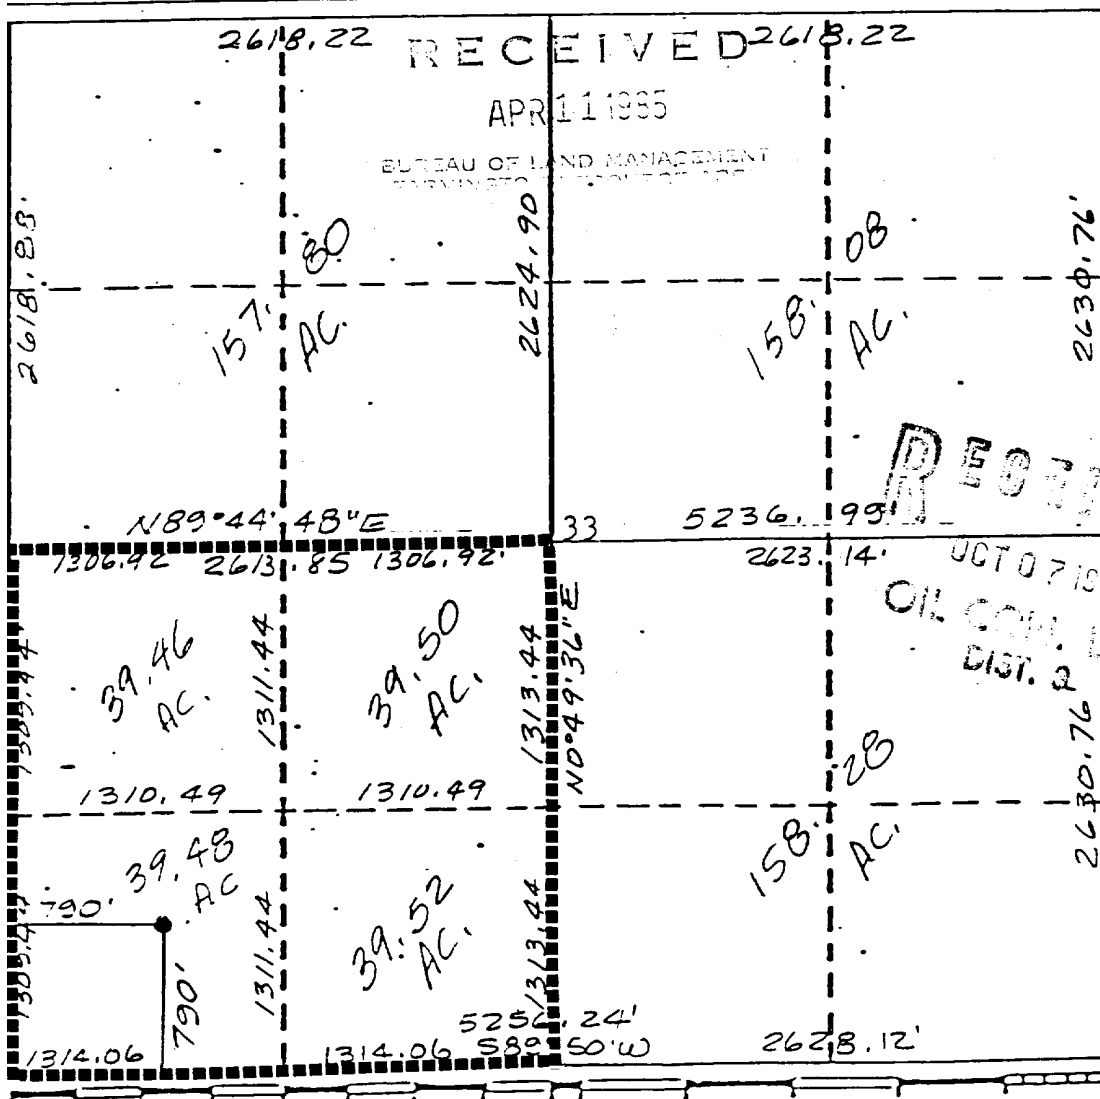 2618.22
RECEIVED
2618.22
APR 11 1985
BUREAU OF LAND MANAGEMENT
2618.83'
157.80
AC.
2624.90
158.08
AC.
2630.76'
N89°44'48"E
33
5236.99'
1306.92
2613.85
1306.92'
2623.14'
OCT 07 19
OIL CON.
DIST. 3
39.46
AC.
1311.44
39.50
AC.
1313.44
N0°49'36"E
1310.49
1310.49
158.28
AC.
2630.76
39.48
AC
790'
790'
1311.44
39.52
AC.
1313.44
5256.24'
1314.06
1314.06
S89°50'W
2628.12'